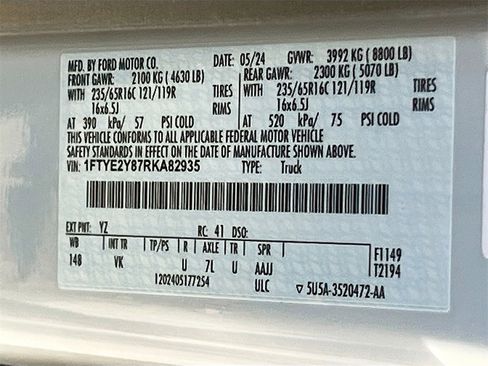 MFD. BY FORD MOTOR CO. DATE: 05/24 GVWR: 3992 KG (8800 LB)
FRONT GAWR: 2100 KG (4630 LB) REAR GAWR: 2300 KG (5070 LB)
WITH 235/65R16C 121/119R TIRES WITH 235/65R16C 121/119R TIRES
16x6.5J RIMS 16x6.5J RIMS
AT 390 kPa/ 57 PSI COLD AT 520 kPa/ 75 PSI COLD
THIS VEHICLE CONFORMS TO ALL APPLICABLE FEDERAL MOTOR VEHICLE
SAFETY STANDARDS IN EFFECT ON THE DATE OF MANUFACTURE SHOWN ABOVE.
VIN: 1FTYE2Y87RKA82935 TYPE: Truck
EXT PNT: YZ RC: 41 DSO:
WB INT TR TP/PS R AXLE TR SPR F1149
148 VK U 7L U AAJJ T2194
1202405177254 ULC ▽ 5U5A-3520472-AA